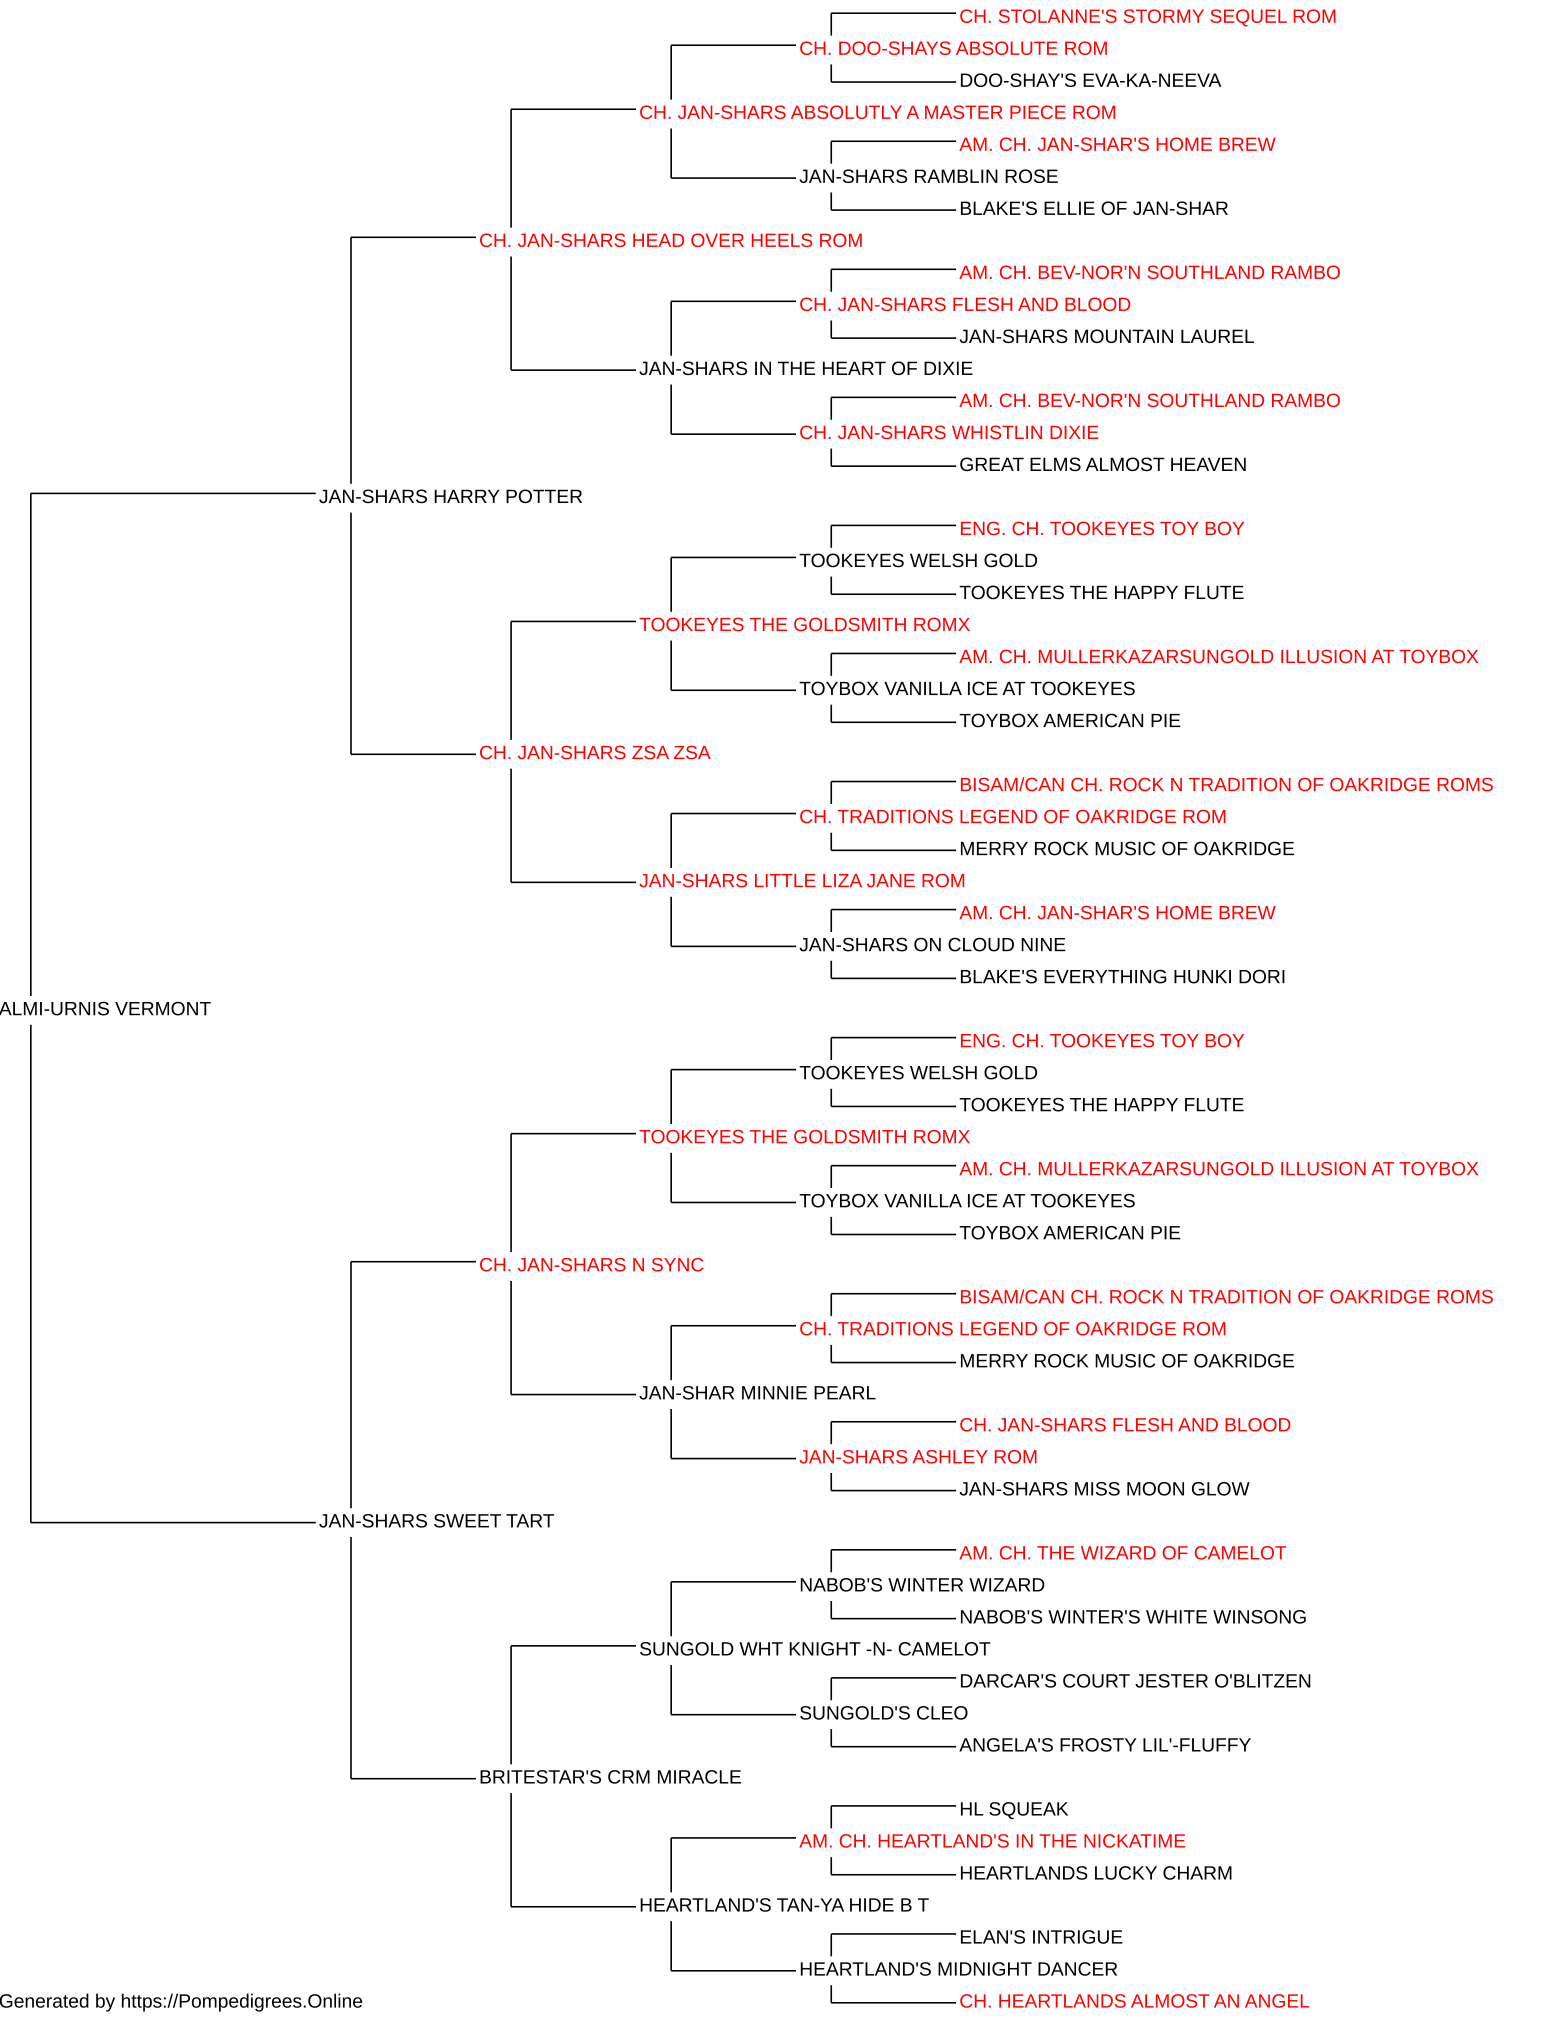 CH. STOLANNE'S STORMY SEQUEL ROM
CH. DOO-SHAYS ABSOLUTE ROM
DOO-SHAY'S EVA-KA-NEEVA
CH. JAN-SHARS ABSOLUTLY A MASTER PIECE ROM
AM. CH. JAN-SHAR'S HOME BREW
JAN-SHARS RAMBLIN ROSE
BLAKE'S ELLIE OF JAN-SHAR
CH. JAN-SHARS HEAD OVER HEELS ROM
AM. CH. BEV-NOR'N SOUTHLAND RAMBO
CH. JAN-SHARS FLESH AND BLOOD
JAN-SHARS MOUNTAIN LAUREL
JAN-SHARS IN THE HEART OF DIXIE
AM. CH. BEV-NOR'N SOUTHLAND RAMBO
CH. JAN-SHARS WHISTLIN DIXIE
GREAT ELMS ALMOST HEAVEN
JAN-SHARS HARRY POTTER
ENG. CH. TOOKEYES TOY BOY
TOOKEYES WELSH GOLD
TOOKEYES THE HAPPY FLUTE
TOOKEYES THE GOLDSMITH ROMX
AM. CH. MULLERKAZARSUNGOLD ILLUSION AT TOYBOX
TOYBOX VANILLA ICE AT TOOKEYES
TOYBOX AMERICAN PIE
CH. JAN-SHARS ZSA ZSA
BISAM/CAN CH. ROCK N TRADITION OF OAKRIDGE ROMS
CH. TRADITIONS LEGEND OF OAKRIDGE ROM
MERRY ROCK MUSIC OF OAKRIDGE
JAN-SHARS LITTLE LIZA JANE ROM
AM. CH. JAN-SHAR'S HOME BREW
JAN-SHARS ON CLOUD NINE
BLAKE'S EVERYTHING HUNKI DORI
ALMI-URNIS VERMONT
ENG. CH. TOOKEYES TOY BOY
TOOKEYES WELSH GOLD
TOOKEYES THE HAPPY FLUTE
TOOKEYES THE GOLDSMITH ROMX
AM. CH. MULLERKAZARSUNGOLD ILLUSION AT TOYBOX
TOYBOX VANILLA ICE AT TOOKEYES
TOYBOX AMERICAN PIE
CH. JAN-SHARS N SYNC
BISAM/CAN CH. ROCK N TRADITION OF OAKRIDGE ROMS
CH. TRADITIONS LEGEND OF OAKRIDGE ROM
MERRY ROCK MUSIC OF OAKRIDGE
JAN-SHAR MINNIE PEARL
CH. JAN-SHARS FLESH AND BLOOD
JAN-SHARS ASHLEY ROM
JAN-SHARS MISS MOON GLOW
JAN-SHARS SWEET TART
AM. CH. THE WIZARD OF CAMELOT
NABOB'S WINTER WIZARD
NABOB'S WINTER'S WHITE WINSONG
SUNGOLD WHT KNIGHT -N- CAMELOT
DARCAR'S COURT JESTER O'BLITZEN
SUNGOLD'S CLEO
ANGELA'S FROSTY LIL'-FLUFFY
BRITESTAR'S CRM MIRACLE
HL SQUEAK
AM. CH. HEARTLAND'S IN THE NICKATIME
HEARTLANDS LUCKY CHARM
HEARTLAND'S TAN-YA HIDE B T
ELAN'S INTRIGUE
HEARTLAND'S MIDNIGHT DANCER
CH. HEARTLANDS ALMOST AN ANGEL
Generated by https://Pompedigrees.Online